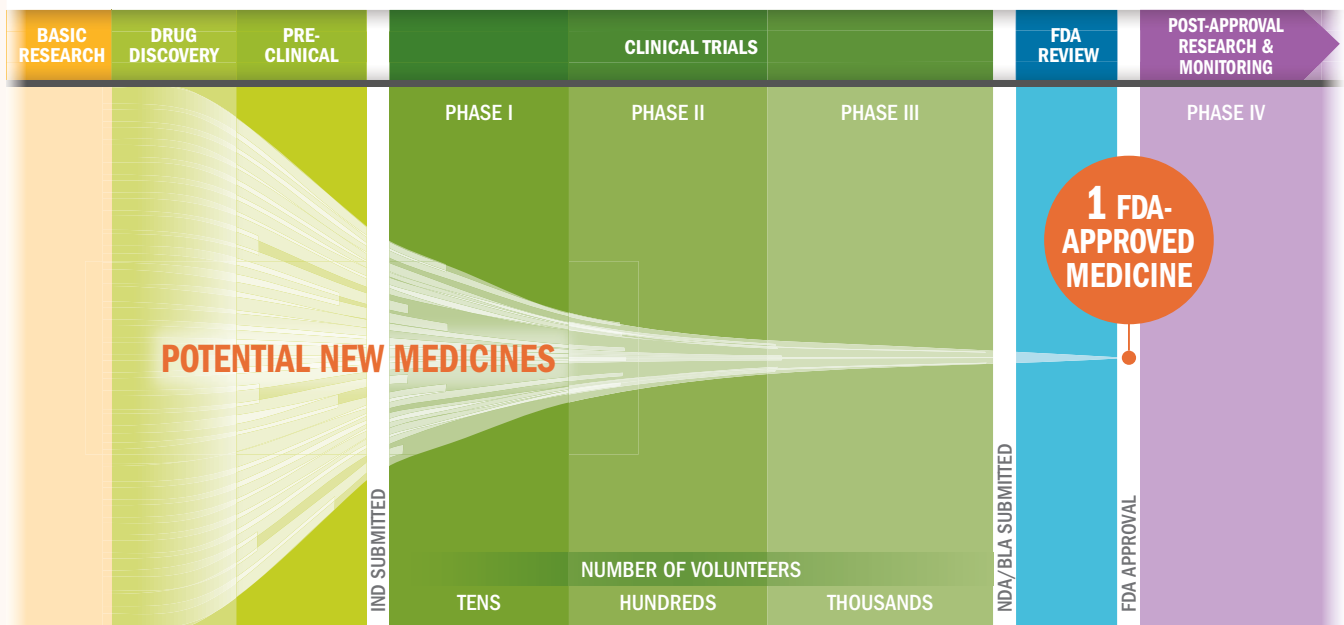 BASIC
RESEARCH
DRUG
DISCOVERY
PRE-
CLINICAL
CLINICAL TRIALS
FDA
REVIEW
POST-APPROVAL
RESEARCH &
MONITORING
PHASE I
PHASE II
PHASE III
PHASE IV
1 FDA-
APPROVED
MEDICINE
POTENTIAL NEW MEDICINES
IND SUBMITTED
NDA/BLA SUBMITTED
FDA APPROVAL
NUMBER OF VOLUNTEERS
TENS
HUNDREDS
THOUSANDS